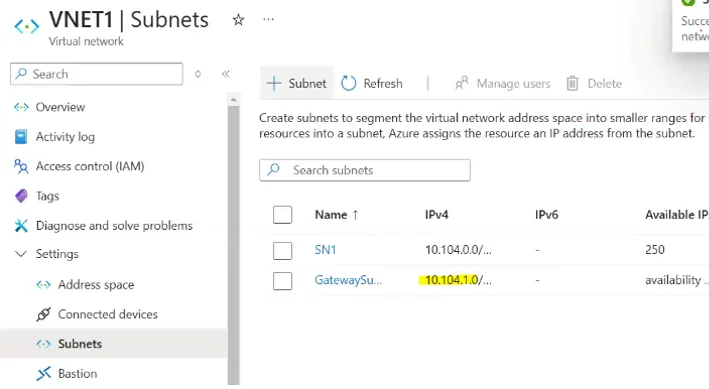 VNET1 | Subnets
Virtual network
Succe
netw
Search
Subnet
Refresh
Manage users
Delete
Overview
Activity log
Access control (IAM)
Tags
Diagnose and solve problems
Settings
Address space
Connected devices
Subnets
Bastion
Create subnets to segment the virtual network address space into smaller ranges for
resources into a subnet, Azure assigns the resource an IP address from the subnet.
Search subnets
Name ↑ IPv4 IPv6 Available IP
SN1 10.104.0.0/... - 250
GatewaySu... 10.104.1.0/... - availability ...